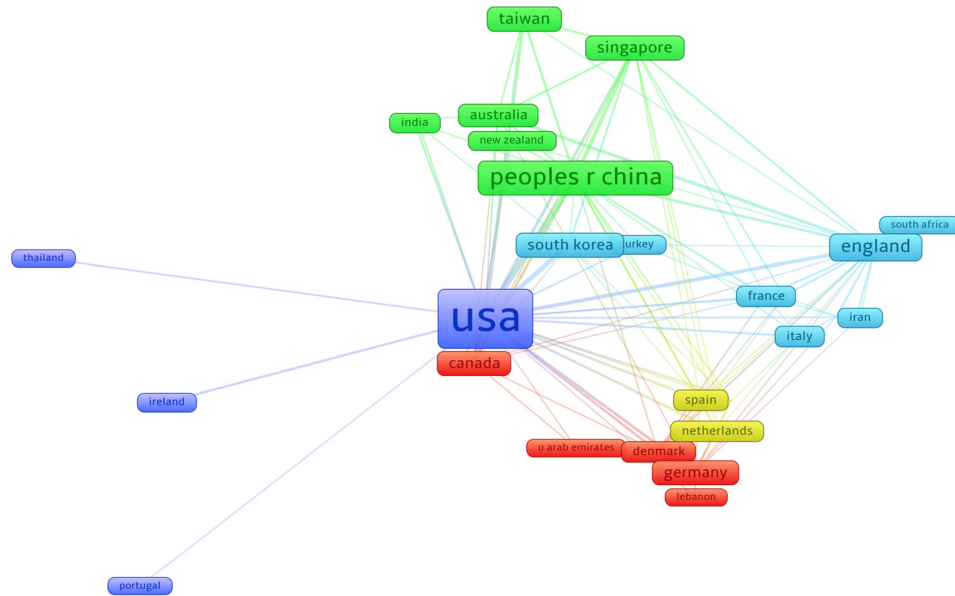 taiwan
singapore
australia
india
new zealand
peoples r china
south africa
south korea
turkey
england
thailand
france
usa
iran
italy
canada
spain
ireland
netherlands
u arab emirates
denmark
germany
lebanon
portugal